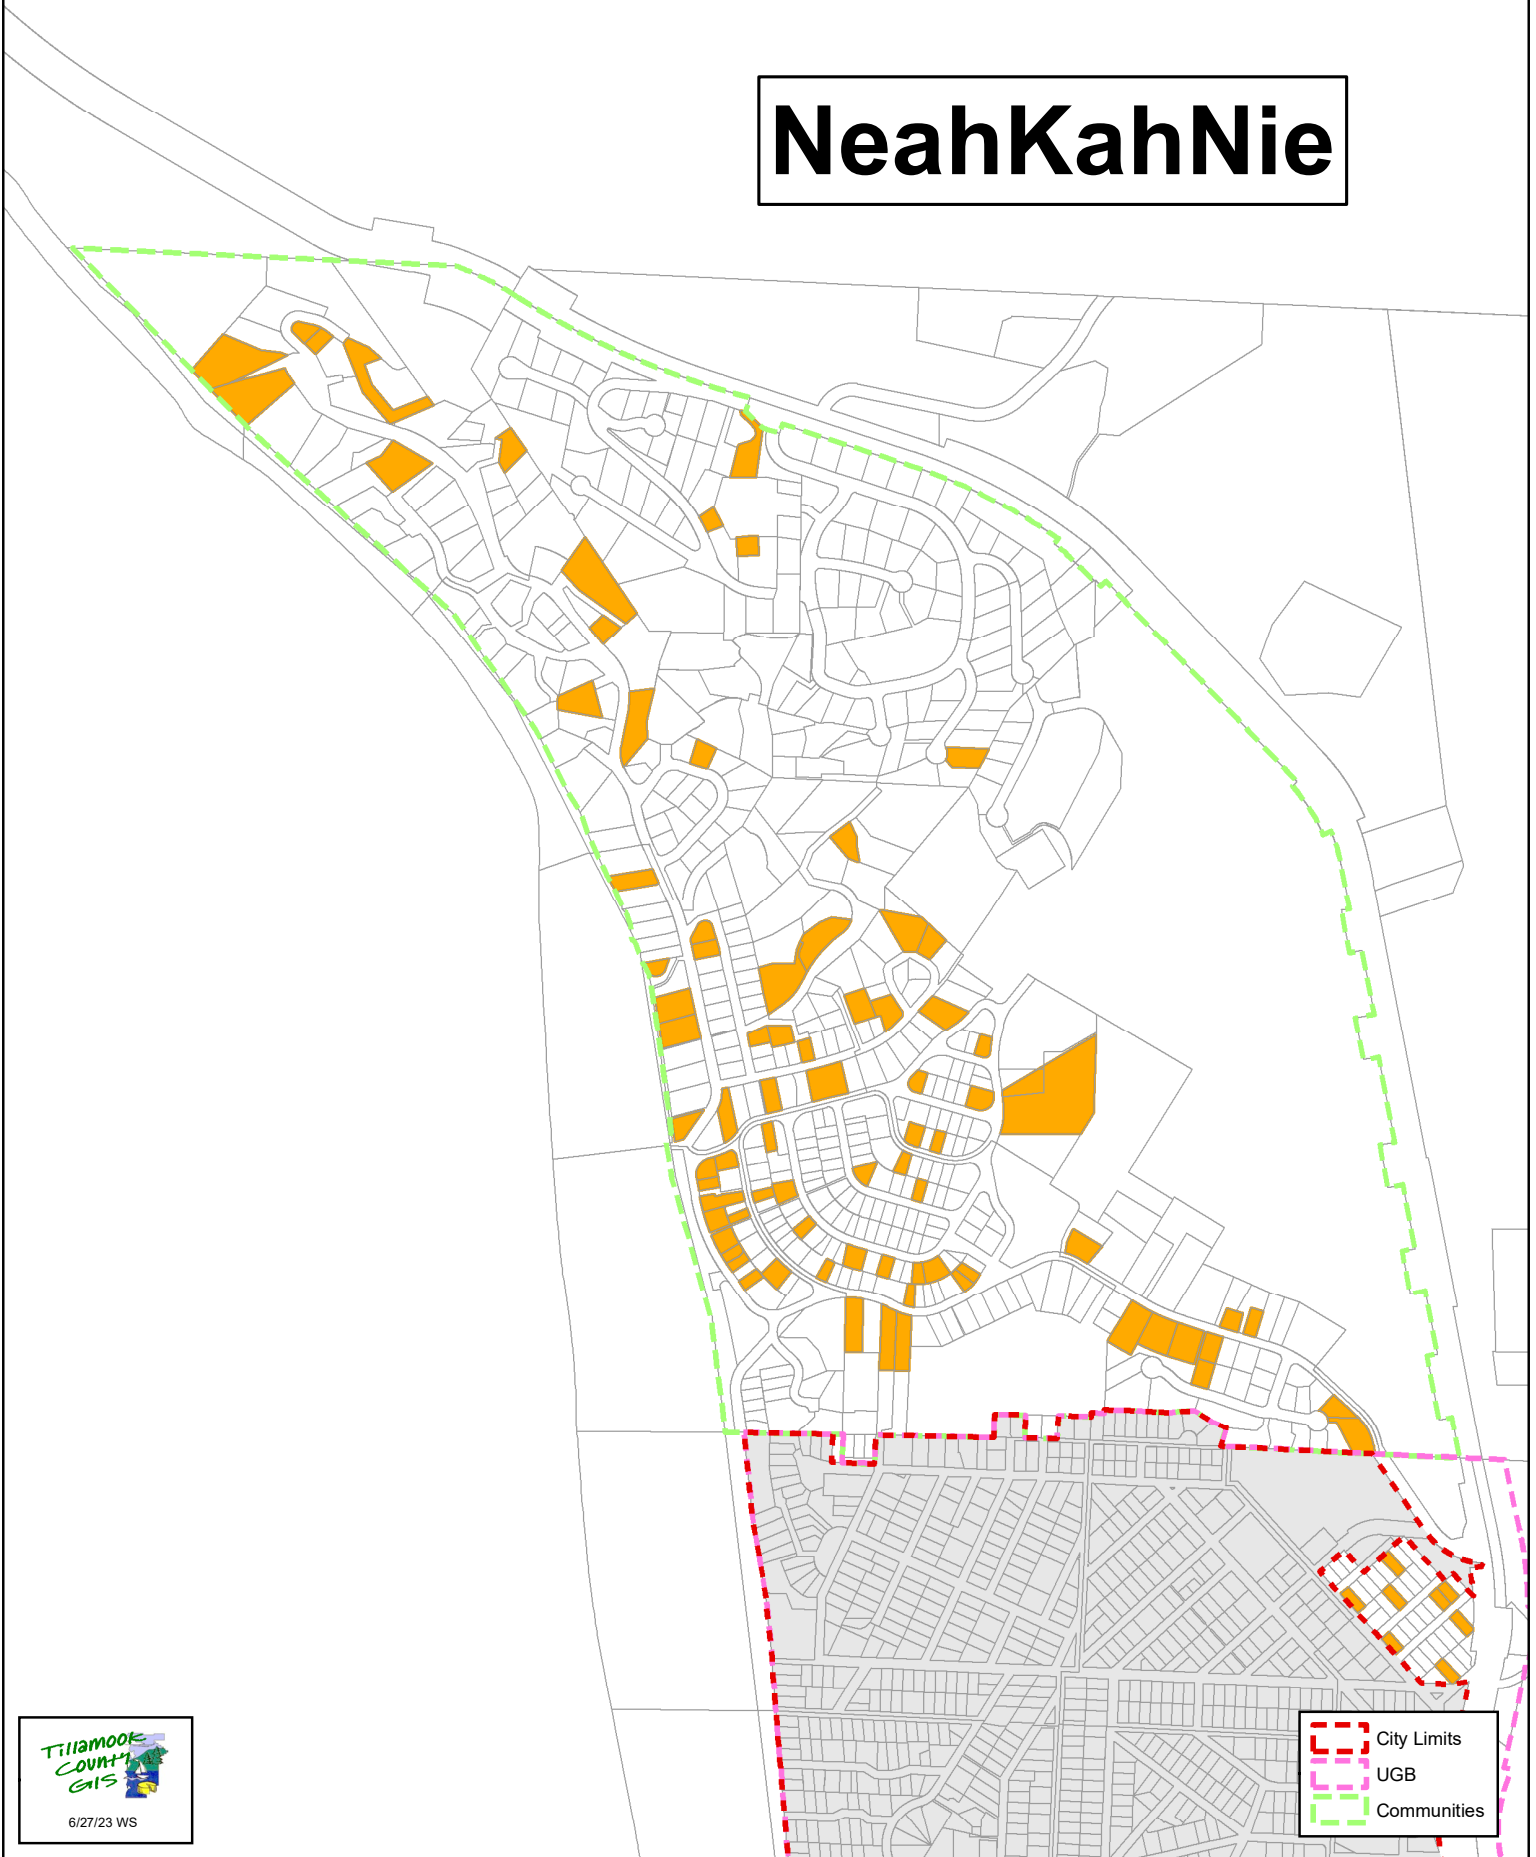 NeahKahNie
Tillamook
County
GIS
6/27/23 WS
City Limits
UGB
Communities